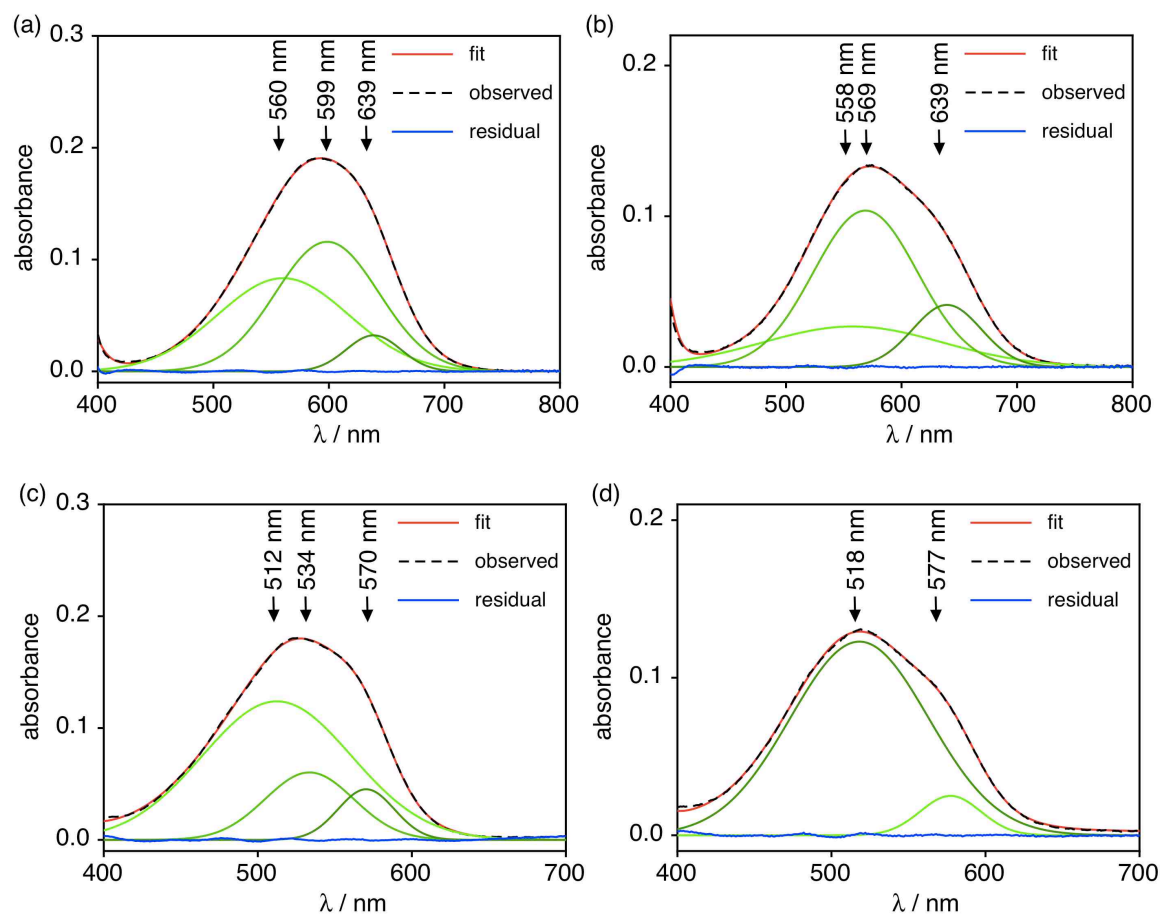 (a)
0.3
0.2
0.1
0.0
absorbance
560 nm
599 nm
639 nm
fit
observed
residual
400 500 600 700 800
λ / nm
(b)
0.2
0.1
0.0
absorbance
558 nm
569 nm
639 nm
fit
observed
residual
400 500 600 700 800
λ / nm
(c)
0.3
0.2
0.1
0.0
absorbance
512 nm
534 nm
570 nm
fit
observed
residual
400 500 600 700
λ / nm
(d)
0.2
0.1
0.0
absorbance
518 nm
577 nm
fit
observed
residual
400 500 600 700
λ / nm